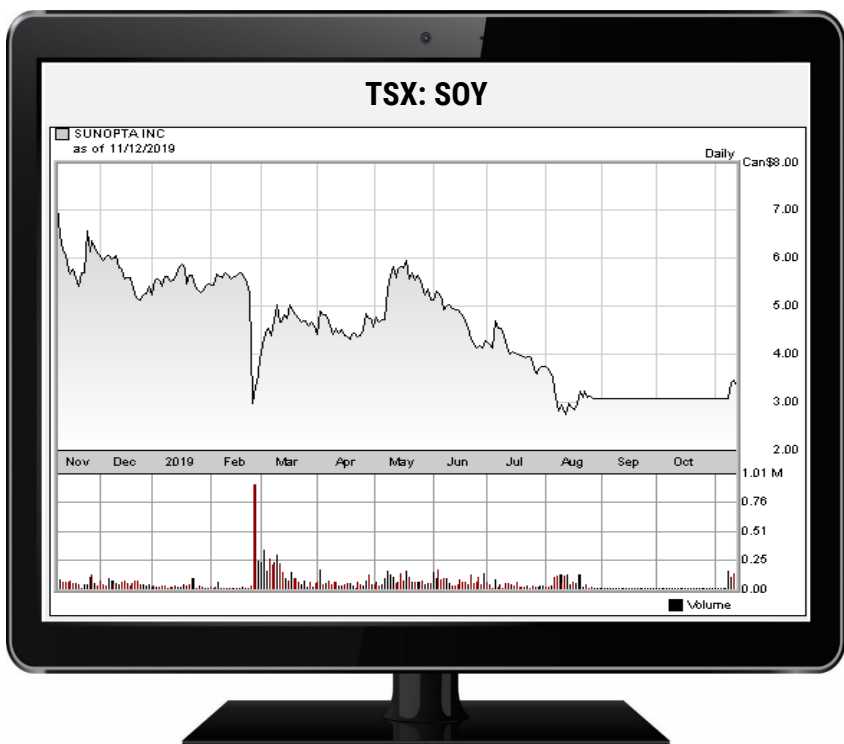 TSX: SOY
SUNOPTA INC
as of 11/12/2019
Daily
Can$8.00
7.00
6.00
5.00
4.00
3.00
2.00
Nov Dec 2019 Feb Mar Apr May Jun Jul Aug Sep Oct
1.01 M
0.76
0.51
0.25
0.00
Volume